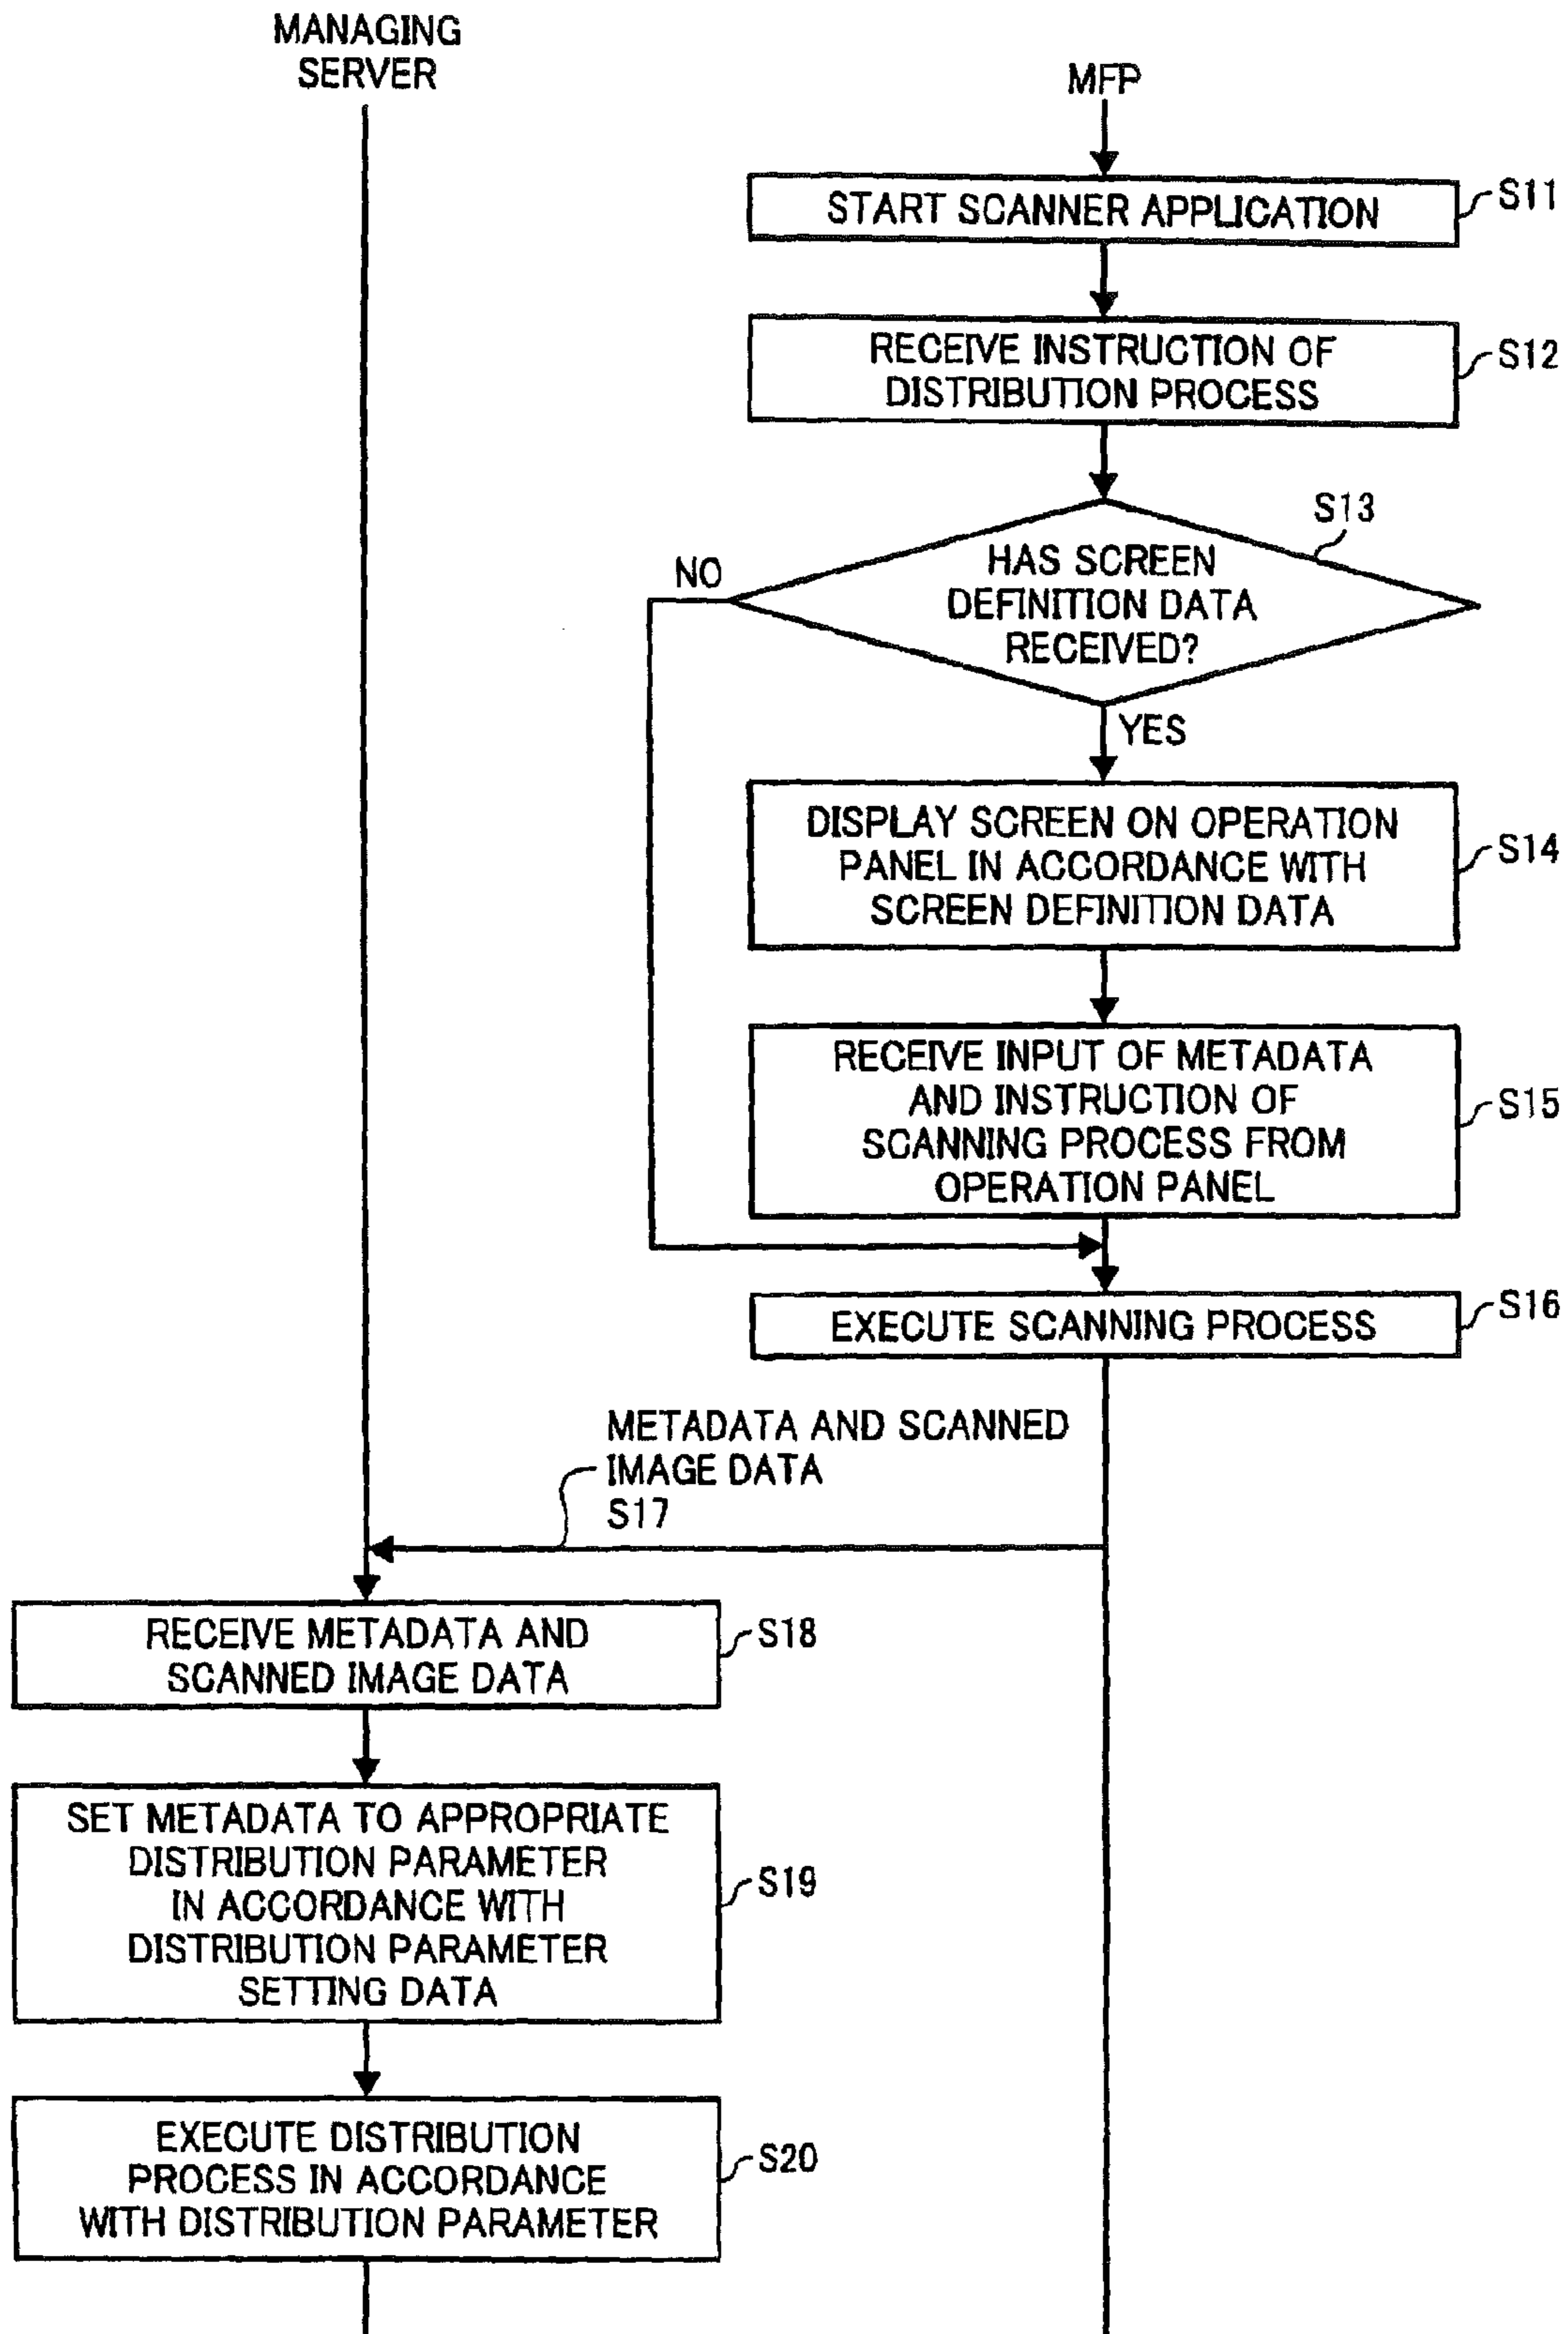 MANAGING
SERVER
MFP
START SCANNER APPLICATION
S11
RECEIVE INSTRUCTION OF
DISTRIBUTION PROCESS
S12
S13
HAS SCREEN
DEFINITION DATA
RECEIVED?
NO
YES
DISPLAY SCREEN ON OPERATION
PANEL IN ACCORDANCE WITH
SCREEN DEFINITION DATA
S14
RECEIVE INPUT OF METADATA
AND INSTRUCTION OF
SCANNING PROCESS FROM
OPERATION PANEL
S15
EXECUTE SCANNING PROCESS
S16
METADATA AND SCANNED
IMAGE DATA
S17
RECEIVE METADATA AND
SCANNED IMAGE DATA
S18
SET METADATA TO APPROPRIATE
DISTRIBUTION PARAMETER
IN ACCORDANCE WITH
DISTRIBUTION PARAMETER
SETTING DATA
S19
EXECUTE DISTRIBUTION
PROCESS IN ACCORDANCE
WITH DISTRIBUTION PARAMETER
S20